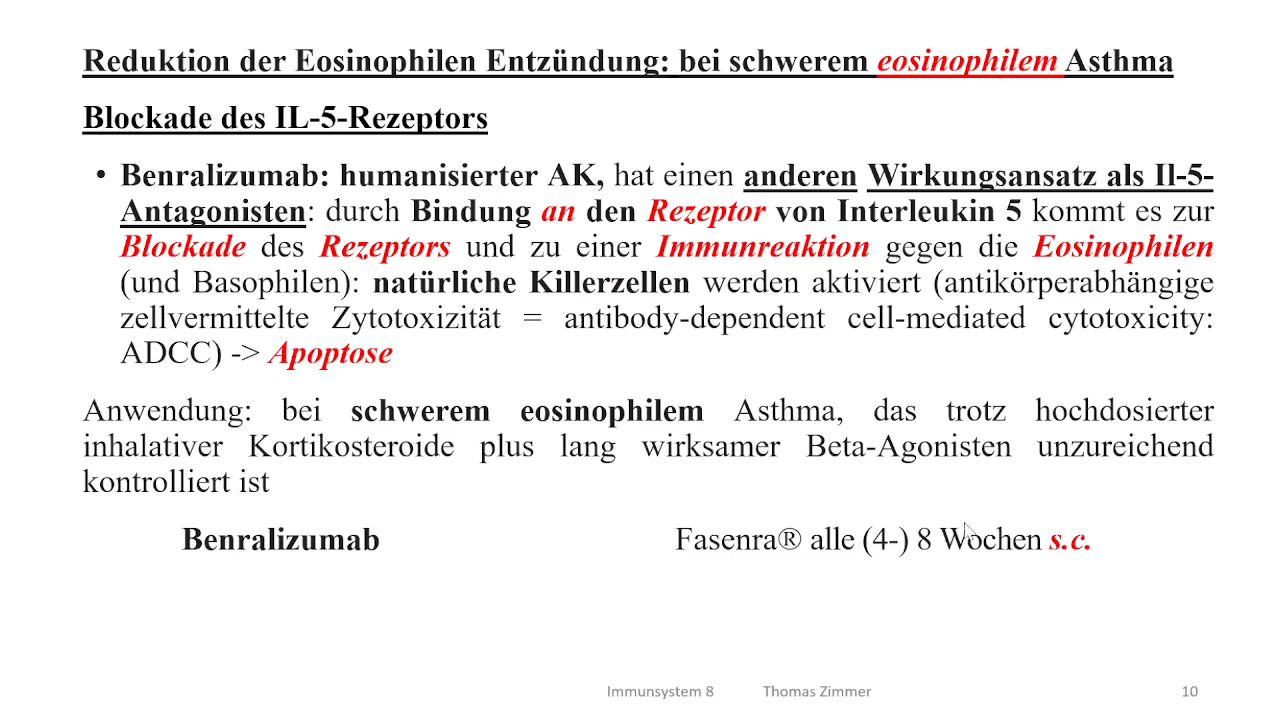 Reduktion der Eosinophilen Entzündung: bei schwerem eosinophilem Asthma
Blockade des IL-5-Rezeptors
• Benralizumab: humanisierter AK, hat einen anderen Wirkungsansatz als Il-5-
Antagonisten: durch Bindung an den Rezeptor von Interleukin 5 kommt es zur
Blockade des Rezeptors und zu einer Immunreaktion gegen die Eosinophilen
(und Basophilen): natürliche Killerzellen werden aktiviert (antikörperabhängige
zellvermittelte Zytotoxizität = antibody-dependent cell-mediated cytotoxicity:
ADCC) -> Apoptose
Anwendung: bei schwerem eosinophilem Asthma, das trotz hochdosierter
inhalativer Kortikosteroide plus lang wirksamer Beta-Agonisten unzureichend
kontrolliert ist
Benralizumab Fasenra® alle (4-) 8 Wochen s.c.
Immunsystem 8 Thomas Zimmer 10